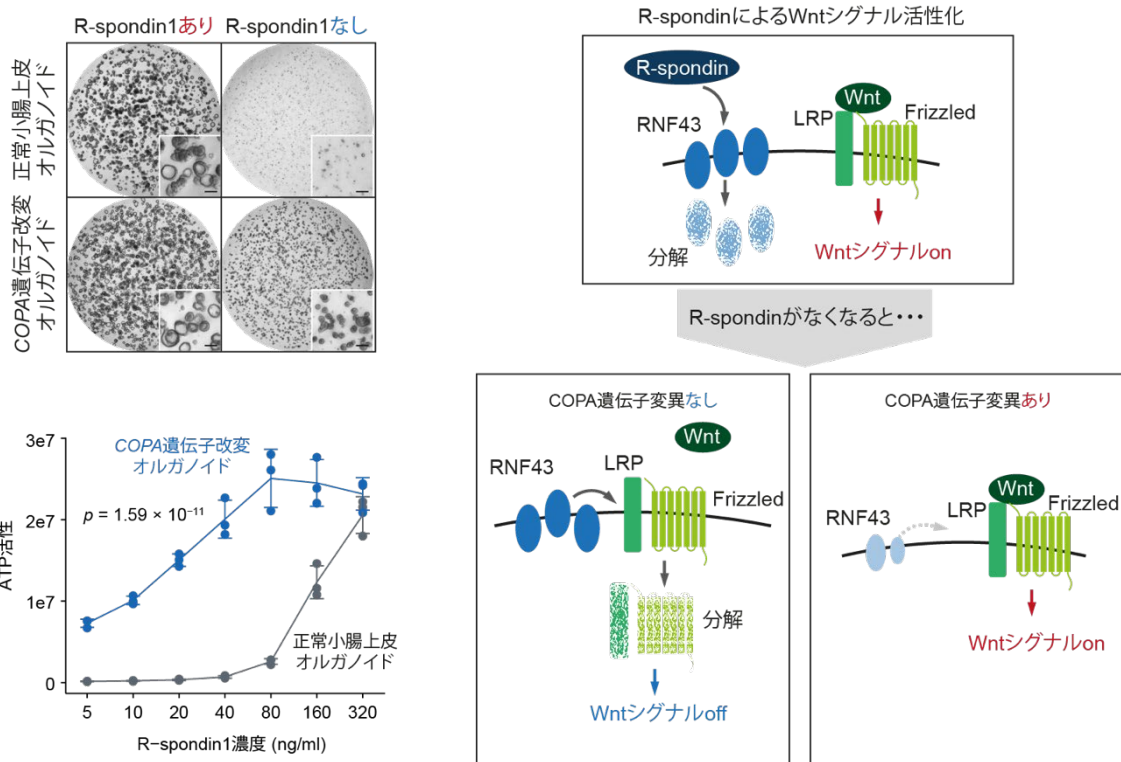 R-spondin1あり R-spondin1なし
正常小腸上皮
オルガノイド
COPA遺伝子改変
オルガノイド
3e7
2e7
1e7
0
ATP活性
COPA遺伝子改変
オルガノイド
p = 1.59 × 10⁻¹¹
正常小腸上皮
オルガノイド
5 10 20 40 80 160 320
R−spondin1濃度 (ng/ml)
R-spondinによるWntシグナル活性化
R-spondin
RNF43
Wnt
LRP
Frizzled
分解
Wntシグナルon
R-spondinがなくなると・・・
COPA遺伝子変異なし
Wnt
RNF43
LRP
Frizzled
分解
Wntシグナルoff
COPA遺伝子変異あり
Wnt
RNF43
LRP
Frizzled
Wntシグナルon